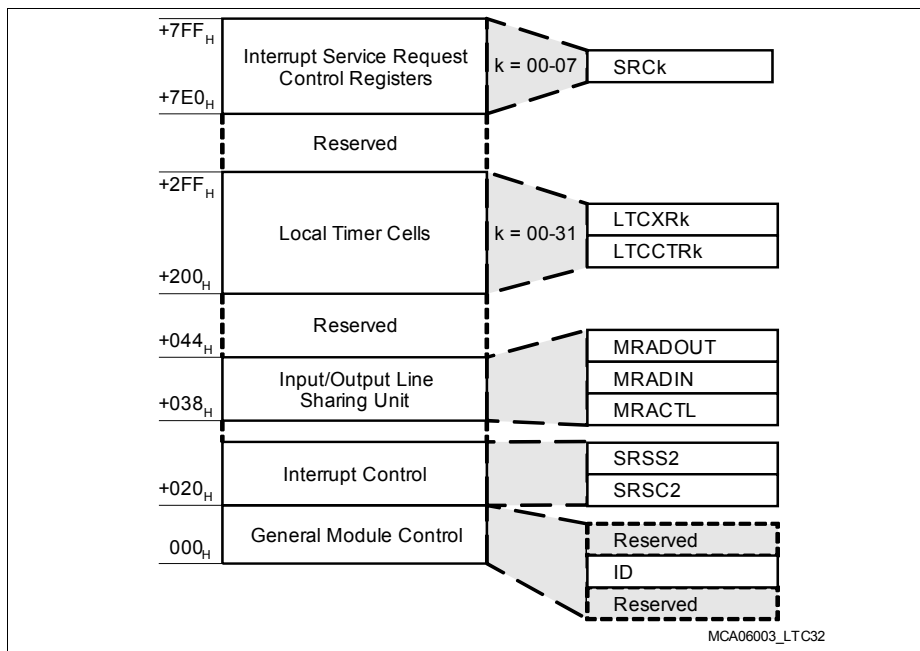 +7FFH
Interrupt Service Request
Control Registers
k = 00-07
SRCk
+7E0H
Reserved
+2FFH
Local Timer Cells
k = 00-31
LTCXRk
LTCCTRk
+200H
Reserved
+044H
MRADOUT
Input/Output Line
Sharing Unit
MRADIN
+038H
MRACTL
Interrupt Control
SRSS2
+020H
SRSC2
General Module Control
Reserved
000H
ID
Reserved
MCA06003_LTC32